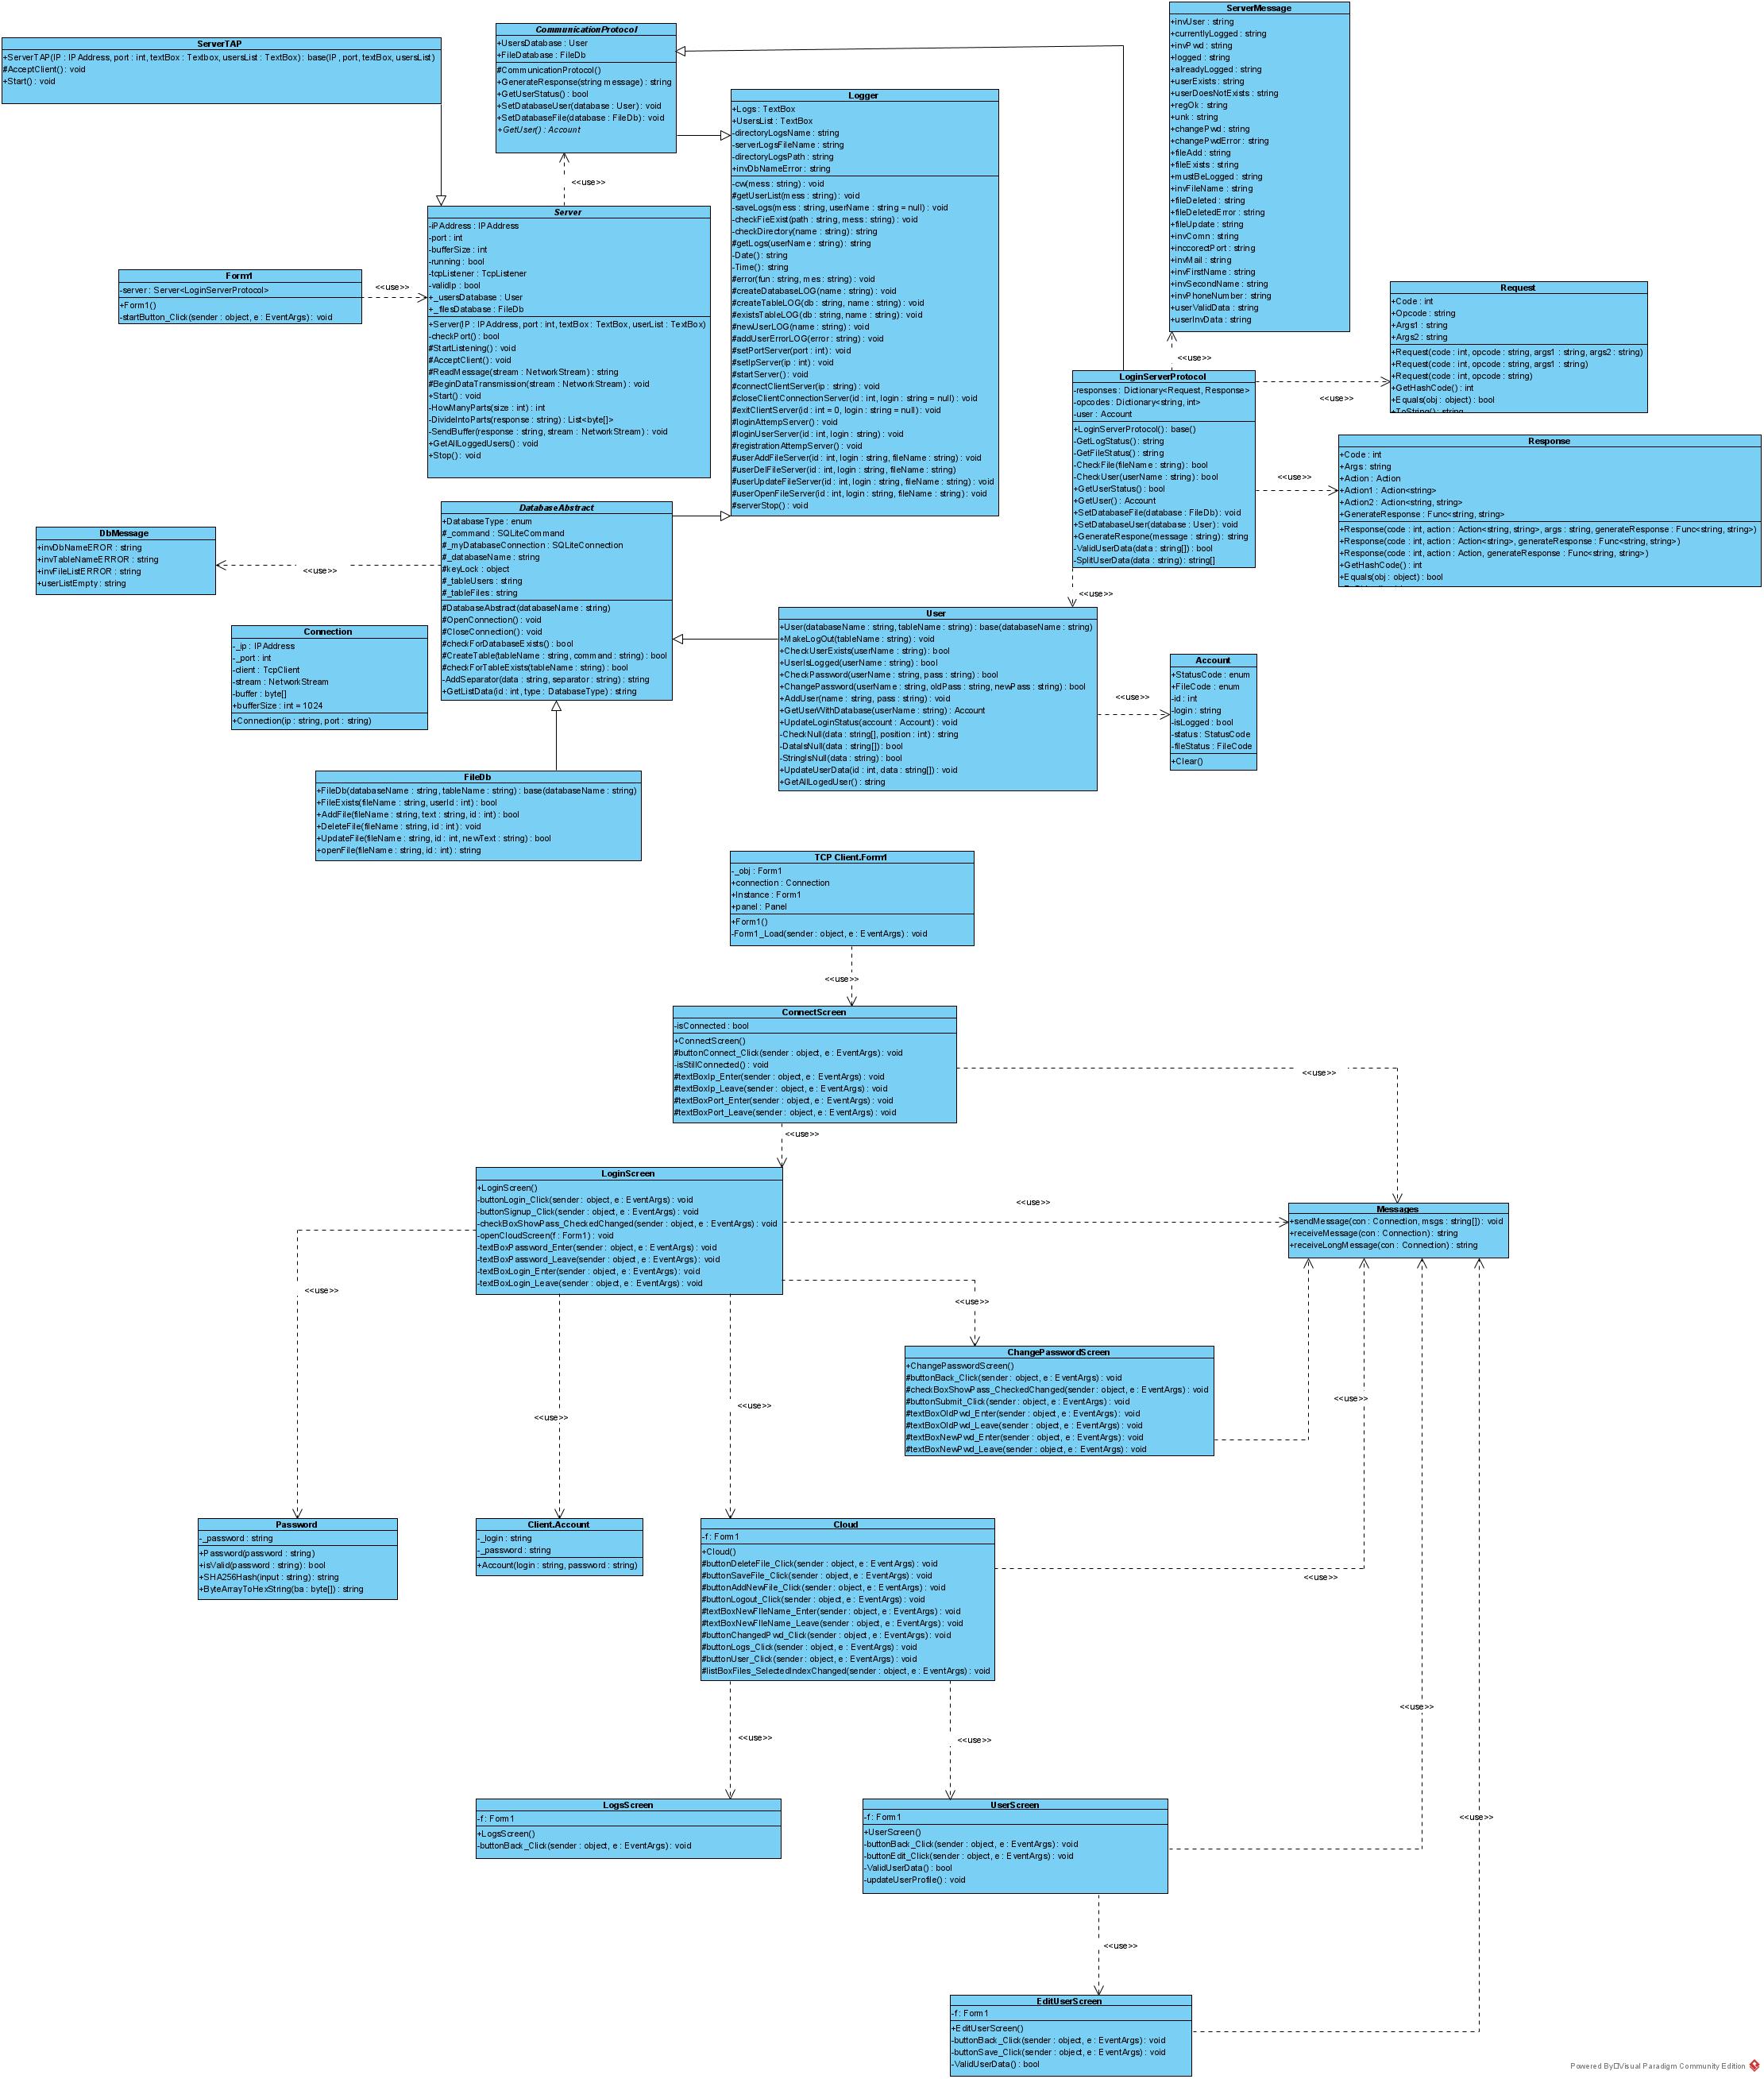 ServerTAP
+ServerTAP(IP : IPAddress, port : int, textBox : Textbox, usersList : TextBox) : base(IP, port, textBox, usersList)
#AcceptClient() : void
+Start() : void
CommunicationProtocol
+UsersDatabase : User
+FileDatabase : FileDb
#CommunicationProtocol()
+GenerateResponse(string message) : string
+GetUserStatus() : bool
+SetDatabaseUser(database : User) : void
+SetDatabaseFile(database : FileDb) : void
+GetUser() : Account
<<use>>
Logger
+Logs : TextBox
+UsersList : TextBox
-directoryLogsName : string
-serverLogsFileName : string
-directoryLogsPath : string
+invDbNameError : string
-cw(mess : string) : void
#getUserList(mess : string) : void
-saveLogs(mess : string, userName : string = null) : void
-checkFieExist(path : string, mess : string) : void
-checkDirectory(name : string) : string
#getLogs(userName : string) : string
-Date() : string
-Time() : string
#error(fun : string, mes : string) : void
#createDatabaseLOG(name : string) : void
#createTableLOG(db : string, name : string) : void
#existsTableLOG(db : string, name : string) : void
#newUserLOG(name : string) : void
#addUserErrorLOG(error : string) : void
#setPortServer(port : int) : void
#setIpServer(ip : int) : void
#startServer() : void
#connectClientServer(ip : string) : void
#closeClientConnectionServer(id : int, login : string = null) : void
#exitClientServer(id : int = 0, login : string = null) : void
#loginAttempServer() : void
#loginUserServer(id : int, login : string) : void
#registrationAttempServer() : void
#userAddFileServer(id : int, login : string, fileName : string) : void
#userDelFileServer(id : int, login : string, fileName : string)
#userUpdateFileServer(id : int, login : string, fileName : string) : void
#userOpenFileServer(id : int, login : string, fileName : string) : void
#serverStop() : void
ServerMessage
+invUser : string
+currentlyLogged : string
+invPwd : string
+logged : string
+alreadyLogged : string
+userExists : string
+userDoesNotExists : string
+regOk : string
+unk : string
+changePwd : string
+changePwdError : string
+fileAdd : string
+fileExists : string
+mustBeLogged : string
+invFileName : string
+fileDeleted : string
+fileDeletedError : string
+fileUpdate : string
+invComn : string
+inccorectPort : string
+invMail : string
+invFirstName : string
+invSecondName : string
+invPhoneNumber : string
+userValidData : string
+userInvData : string
<<use>>
Server
-iPAddress : IPAddress
-port : int
-bufferSize : int
-running : bool
-tcpListener : TcpListener
-validIp : bool
+_usersDatabase : User
+_filesDatabase : FileDb
+Server(IP : IPAddress, port : int, textBox : TextBox, userList : TextBox)
-checkPort() : bool
#StartListening() : void
#AcceptClient() : void
#ReadMessage(stream : NetworkStream) : string
#BeginDataTransmission(stream : NetworkStream) : void
+Start() : void
-HowManyParts(size : int) : int
-DivideIntoParts(response : string) : List<byte[]>
-SendBuffer(response : string, stream : NetworkStream) : void
+GetAllLoggedUsers() : void
+Stop() : void
Form1
-server : Server<LoginServerProtocol>
+Form1()
-startButton_Click(sender : object, e : EventArgs) : void
<<use>>
Request
+Code : int
+Opcode : string
+Args1 : string
+Args2 : string
+Request(code : int, opcode : string, args1 : string, args2 : string)
+Request(code : int, opcode : string, args1 : string)
+Request(code : int, opcode : string)
+GetHashCode() : int
+Equals(obj : object) : bool
+ToString() : string
<<use>>
LoginServerProtocol
-responses : Dictionary<Request, Response>
-opcodes : Dictionary<string, int>
-user : Account
+LoginServerProtocol() : base()
-GetLogStatus() : string
-GetFileStatus() : string
-CheckFile(fileName : string) : bool
-CheckUser(userName : string) : bool
+GetUserStatus() : bool
+GetUser() : Account
+SetDatabaseFile(database : FileDb) : void
+SetDatabaseUser(database : User) : void
+GenerateRespone(message : string) : string
-ValidUserData(data : string[]) : bool
-SplitUserData(data : string) : string[]
<<use>>
<<use>>
Response
+Code : int
+Args : string
+Action : Action
+Action1 : Action<string>
+Action2 : Action<string, string>
+GenerateResponse : Func<string, string>
+Response(code : int, action : Action<string, string>, args : string, generateResponse : Func<string, string>)
+Response(code : int, action : Action<string>, generateResponse : Func<string, string>)
+Response(code : int, action : Action, generateResponse : Func<string, string>)
+GetHashCode() : int
+Equals(obj : object) : bool
DatabaseAbstract
+DatabaseType : enum
#_command : SQLiteCommand
#_myDatabaseConnection : SQLiteConnection
#_databaseName : string
#keyLock : object
#_tableUsers : string
#_tableFiles : string
#DatabaseAbstract(databaseName : string)
#OpenConnection() : void
#CloseConnection() : void
#checkForDatabaseExists() : bool
#CreateTable(tableName : string, command : string) : bool
#checkForTableExists(tableName : string) : bool
-AddSeparator(data : string, separator : string) : string
+GetListData(id : int, type : DatabaseType) : string
DbMessage
+invDbNameEROR : string
+invTableNameERROR : string
+invFileListERROR : string
+userListEmpty : string
<<use>>
Connection
-_ip : IPAddress
-_port : int
-client : TcpClient
-stream : NetworkStream
-buffer : byte[]
+bufferSize : int = 1024
+Connection(ip : string, port : string)
User
+User(databaseName : string, tableName : string) : base(databaseName : string)
+MakeLogOut(tableName : string) : void
+CheckUserExists(userName : string) : bool
+UserIsLogged(userName : string) : bool
+CheckPassword(userName : string, pass : string) : bool
+ChangePassword(userName : string, oldPass : string, newPass : string) : bool
+AddUser(name : string, pass : string) : void
+GetUserWithDatabase(userName : string) : Account
+UpdateLoginStatus(account : Account) : void
-CheckNull(data : string[], position : int) : string
-DataIsNull(data : string[]) : bool
-StringIsNull(data : string) : bool
+UpdateUserData(id : int, data : string[]) : void
+GetAllLogedUser() : string
<<use>>
Account
+StatusCode : enum
+FileCode : enum
-id : int
-login : string
-isLogged : bool
-status : StatusCode
-fileStatus : FileCode
+Clear()
FileDb
+FileDb(databaseName : string, tableName : string) : base(databaseName : string)
+FileExists(fileName : string, userId : int) : bool
+AddFile(fileName : string, text : string, id : int) : bool
+DeleteFile(fileName : string, id : int) : void
+UpdateFile(fileName : string, id : int, newText : string) : bool
+openFile(fileName : string, id : int) : string
TCP Client.Form1
-_obj : Form1
+connection : Connection
+Instance : Form1
+panel : Panel
+Form1()
-Form1_Load(sender : object, e : EventArgs) : void
<<use>>
ConnectScreen
-isConnected : bool
+ConnectScreen()
#buttonConnect_Click(sender : object, e : EventArgs) : void
-isStillConnected() : void
#textBoxIp_Enter(sender : object, e : EventArgs) : void
#textBoxIp_Leave(sender : object, e : EventArgs) : void
#textBoxPort_Enter(sender : object, e : EventArgs) : void
#textBoxPort_Leave(sender : object, e : EventArgs) : void
<<use>>
<<use>>
LoginScreen
+LoginScreen()
-buttonLogin_Click(sender : object, e : EventArgs) : void
-buttonSignup_Click(sender : object, e : EventArgs) : void
-checkBoxShowPass_CheckedChanged(sender : object, e : EventArgs) : void
-openCloudScreen(f : Form1) : void
-textBoxPassword_Enter(sender : object, e : EventArgs) : void
-textBoxPassword_Leave(sender : object, e : EventArgs) : void
-textBoxLogin_Enter(sender : object, e : EventArgs) : void
-textBoxLogin_Leave(sender : object, e : EventArgs) : void
<<use>>
Messages
+sendMessage(con : Connection, msgs : string[]) : void
+receiveMessage(con : Connection) : string
+receiveLongMessage(con : Connection) : string
<<use>>
<<use>>
ChangePasswordScreen
+ChangePasswordScreen()
#buttonBack_Click(sender : object, e : EventArgs) : void
#checkBoxShowPass_CheckedChanged(sender : object, e : EventArgs) : void
#buttonSubmit_Click(sender : object, e : EventArgs) : void
#textBoxOldPwd_Enter(sender : object, e : EventArgs) : void
#textBoxOldPwd_Leave(sender : object, e : EventArgs) : void
#textBoxNewPwd_Enter(sender : object, e : EventArgs) : void
#textBoxNewPwd_Leave(sender : object, e : EventArgs) : void
<<use>>
<<use>>
<<use>>
Password
-_password : string
+Password(password : string)
+isValid(password : string) : bool
+SHA256Hash(input : string) : string
+ByteArrayToHexString(ba : byte[]) : string
Client.Account
-_login : string
-_password : string
+Account(login : string, password : string)
Cloud
-f : Form1
+Cloud()
#buttonDeleteFile_Click(sender : object, e : EventArgs) : void
#buttonSaveFile_Click(sender : object, e : EventArgs) : void
#buttonAddNewFile_Click(sender : object, e : EventArgs) : void
#buttonLogout_Click(sender : object, e : EventArgs) : void
#textBoxNewFIleName_Enter(sender : object, e : EventArgs) : void
#textBoxNewFIleName_Leave(sender : object, e : EventArgs) : void
#buttonChangedPwd_Click(sender : object, e : EventArgs) : void
#buttonLogs_Click(sender : object, e : EventArgs) : void
#buttonUser_Click(sender : object, e : EventArgs) : void
#listBoxFiles_SelectedIndexChanged(sender : object, e : EventArgs) : void
<<use>>
<<use>>
<<use>>
<<use>>
LogsScreen
-f : Form1
+LogsScreen()
-buttonBack_Click(sender : object, e : EventArgs) : void
UserScreen
-f : Form1
+UserScreen()
-buttonBack_Click(sender : object, e : EventArgs) : void
-buttonEdit_Click(sender : object, e : EventArgs) : void
-ValidUserData() : bool
-updateUserProfile() : void
<<use>>
<<use>>
EditUserScreen
-f : Form1
+EditUserScreen()
-buttonBack_Click(sender : object, e : EventArgs) : void
-buttonSave_Click(sender : object, e : EventArgs) : void
-ValidUserData() : bool
Powered By Visual Paradigm Community Edition